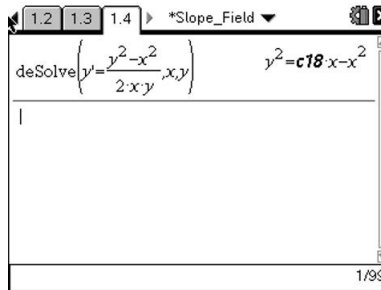 1.2 1.3 1.4 *Slope_Field
deSolve(y'=(y²-x²)/(2·x·y),x,y) y²=c18·x-x²
1/99